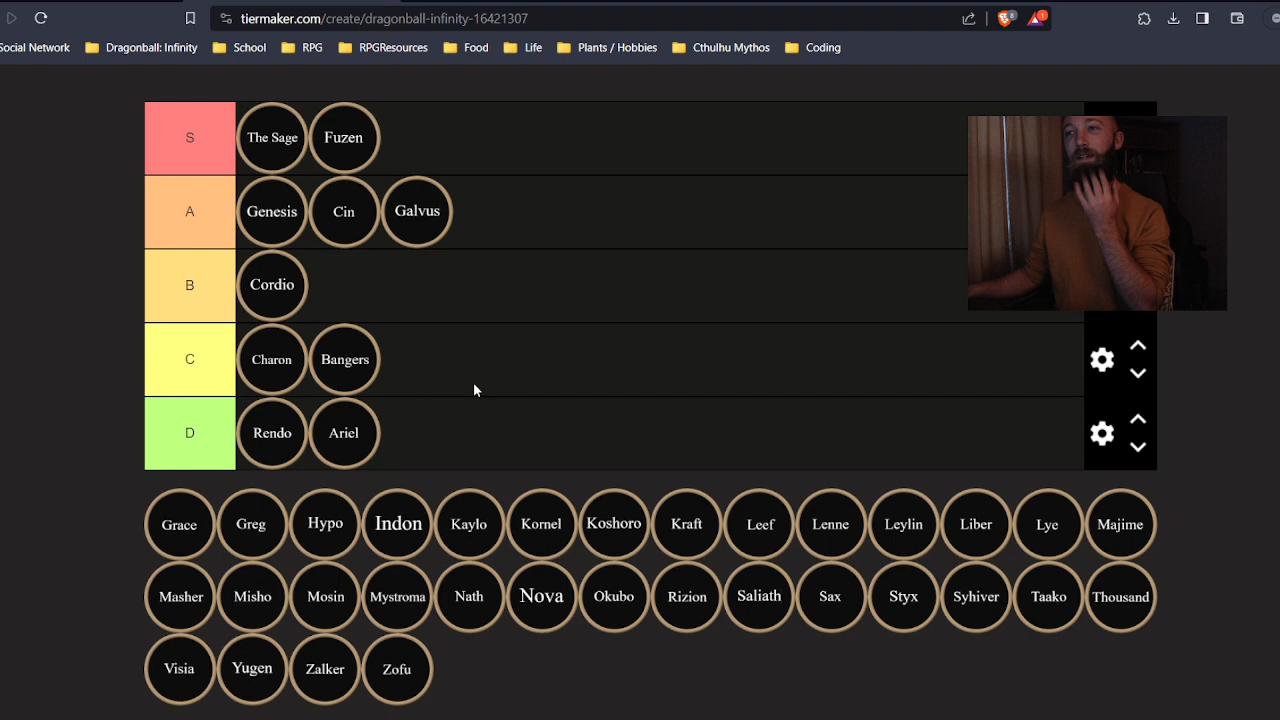 tiermaker.com/create/dragonball-infinity-16421307
8
1
Social Network Dragonball: Infinity School RPG RPGResources Food Life Plants / Hobbies Cthulhu Mythos Coding
S The Sage Fuzen
A Genesis Cin Galvus
B Cordio
C Charon Bangers
D Rendo Ariel
Grace Greg Hypo Indon Kaylo Kornel Koshoro Kraft Leef Lenne Leylin Liber Lye Majime
Masher Misho Mosin Mystroma Nath Nova Okubo Rizion Saliath Sax Styx Syhiver Taako Thousand
Visia Yugen Zalker Zofu